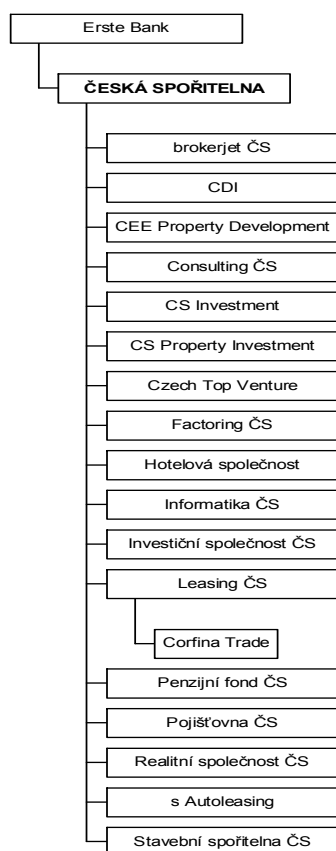 Erste Bank
ČESKÁ SPOŘITELNA
brokerjet ČS
CDI
CEE Property Development
Consulting ČS
CS Investment
CS Property Investment
Czech Top Venture
Factoring ČS
Hotelová společnost
Informatika ČS
Investiční společnost ČS
Leasing ČS
Corfina Trade
Penzijní fond ČS
Pojišťovna ČS
Realitní společnost ČS
s Autoleasing
Stavební spořitelna ČS